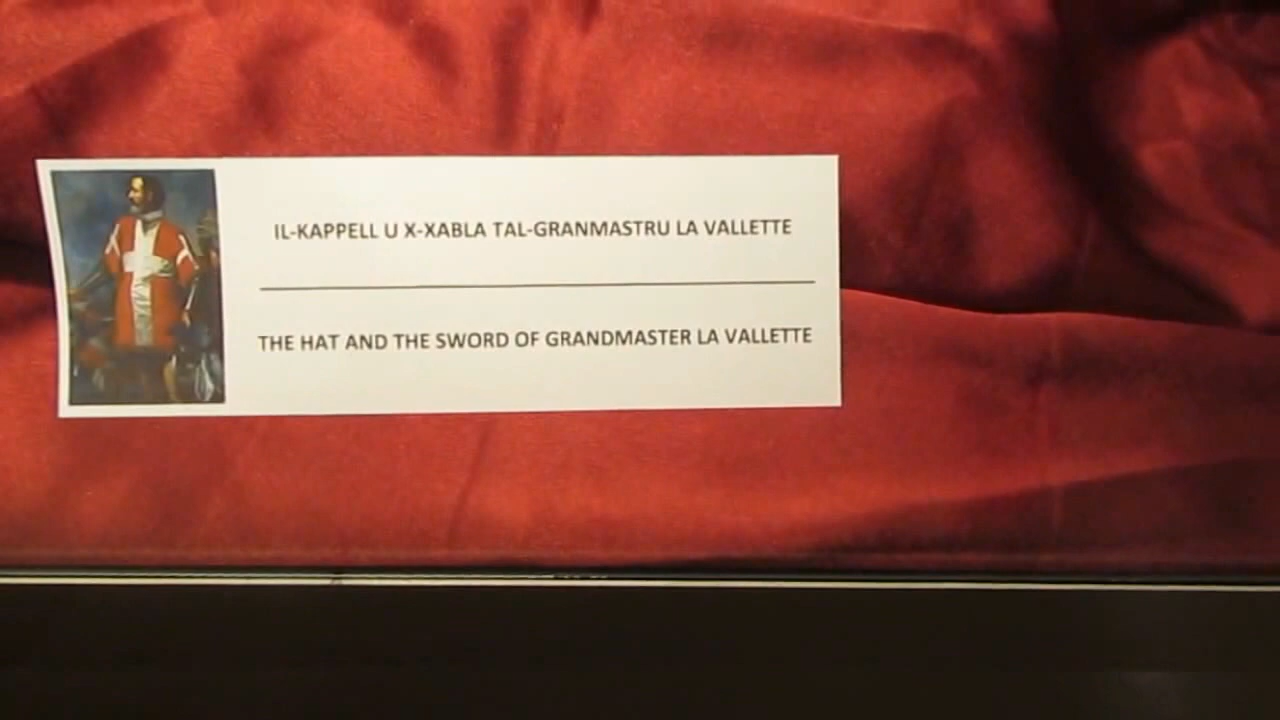 IL-KAPPELL U X-XABLA TAL-GRANMASTRU LA VALLETTE
THE HAT AND THE SWORD OF GRANDMASTER LA VALLETTE